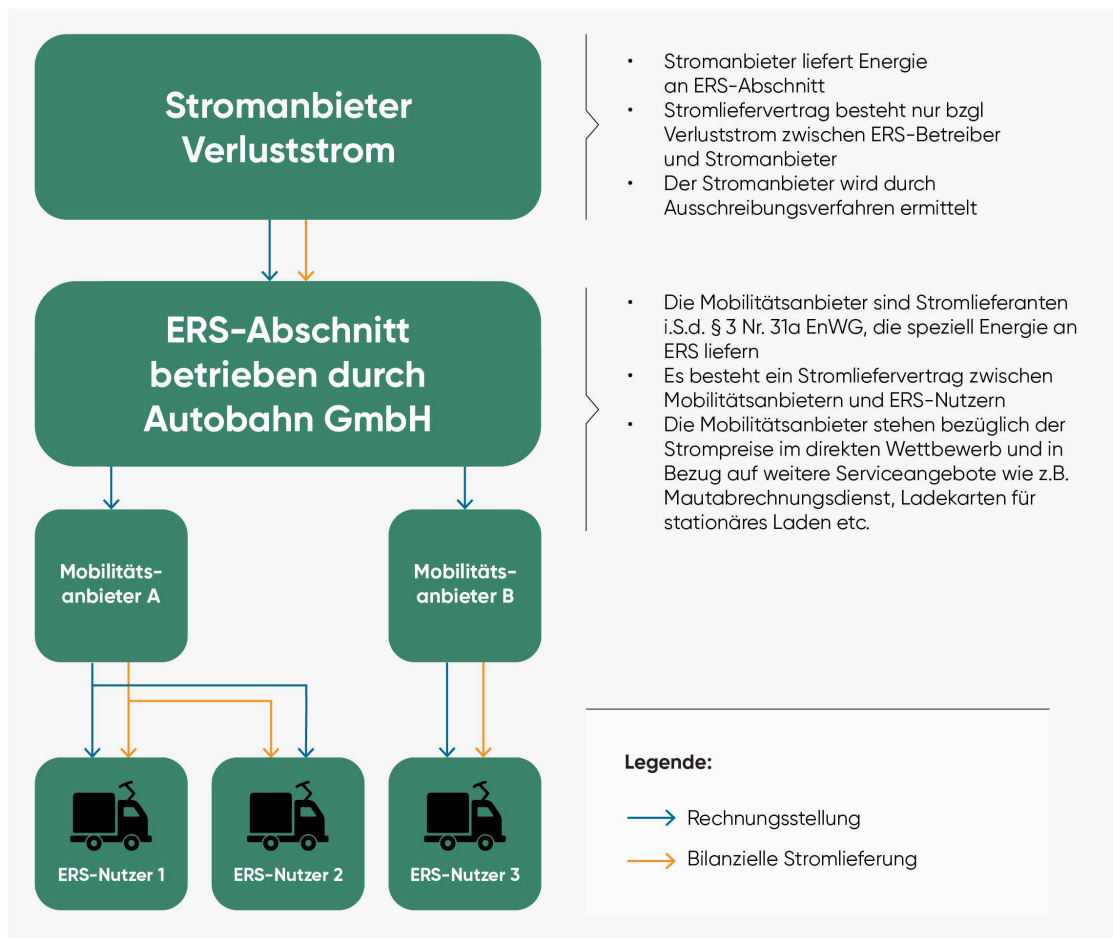 Stromanbieter
Verluststrom
• Stromanbieter liefert Energie
an ERS-Abschnitt
• Stromliefervertrag besteht nur bzgl
Verluststrom zwischen ERS-Betreiber
und Stromanbieter
• Der Stromanbieter wird durch
Ausschreibungsverfahren ermittelt
ERS-Abschnitt
betrieben durch
Autobahn GmbH
• Die Mobilitätsanbieter sind Stromlieferanten
i.S.d. § 3 Nr. 31a EnWG, die speziell Energie an
ERS liefern
• Es besteht ein Stromliefervertrag zwischen
Mobilitätsanbietern und ERS-Nutzern
• Die Mobilitätsanbieter stehen bezüglich der
Strompreise im direkten Wettbewerb und in
Bezug auf weitere Serviceangebote wie z.B.
Mautabrechnungsdienst, Ladekarten für
stationäres Laden etc.
Mobilitäts-
anbieter A
Mobilitäts-
anbieter B
ERS-Nutzer 1
ERS-Nutzer 2
ERS-Nutzer 3
Legende:
Rechnungsstellung
Bilanzielle Stromlieferung